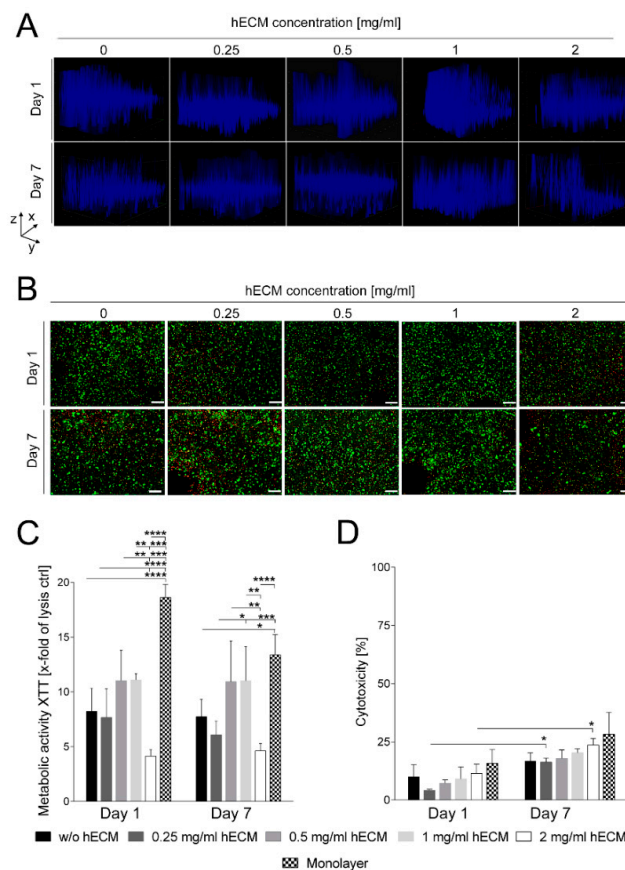 A
hECM concentration [mg/ml]
0 0.25 0.5 1 2
Day 1
Day 7
z x y
B
hECM concentration [mg/ml]
0 0.25 0.5 1 2
Day 1
Day 7
C
Metabolic activity XTT [x-fold of lysis ctrl]
20
15
10
5
0
****
** ***
** ***
****
****
****
**
**
* ***
*
Day 1 Day 7
D
Cytotoxicity [%]
100
75
50
25
0
* *
Day 1 Day 7
w/o hECM 0.25 mg/ml hECM 0.5 mg/ml hECM 1 mg/ml hECM 2 mg/ml hECM
Monolayer